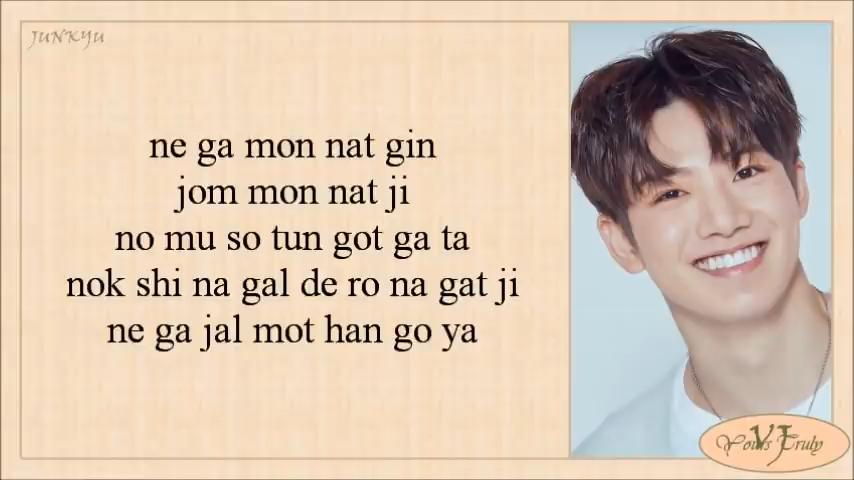 JUNKYU
ne ga mon nat gin
jom mon nat ji
no mu so tun got ga ta
nok shi na gal de ro na gat ji
ne ga jal mot han go ya
Yours Truly
VJ